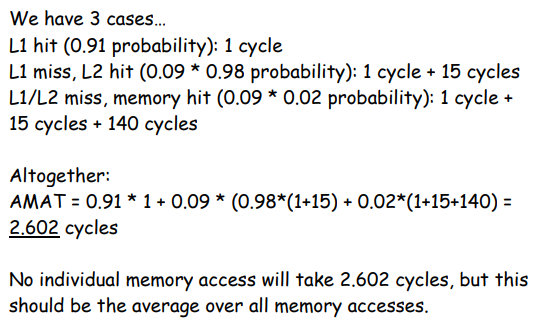 We have 3 cases...
L1 hit (0.91 probability): 1 cycle
L1 miss, L2 hit (0.09 * 0.98 probability): 1 cycle + 15 cycles
L1/L2 miss, memory hit (0.09 * 0.02 probability): 1 cycle +
15 cycles + 140 cycles
Altogether:
AMAT = 0.91 * 1 + 0.09 * (0.98*(1+15) + 0.02*(1+15+140) =
2.602 cycles
No individual memory access will take 2.602 cycles, but this
should be the average over all memory accesses.